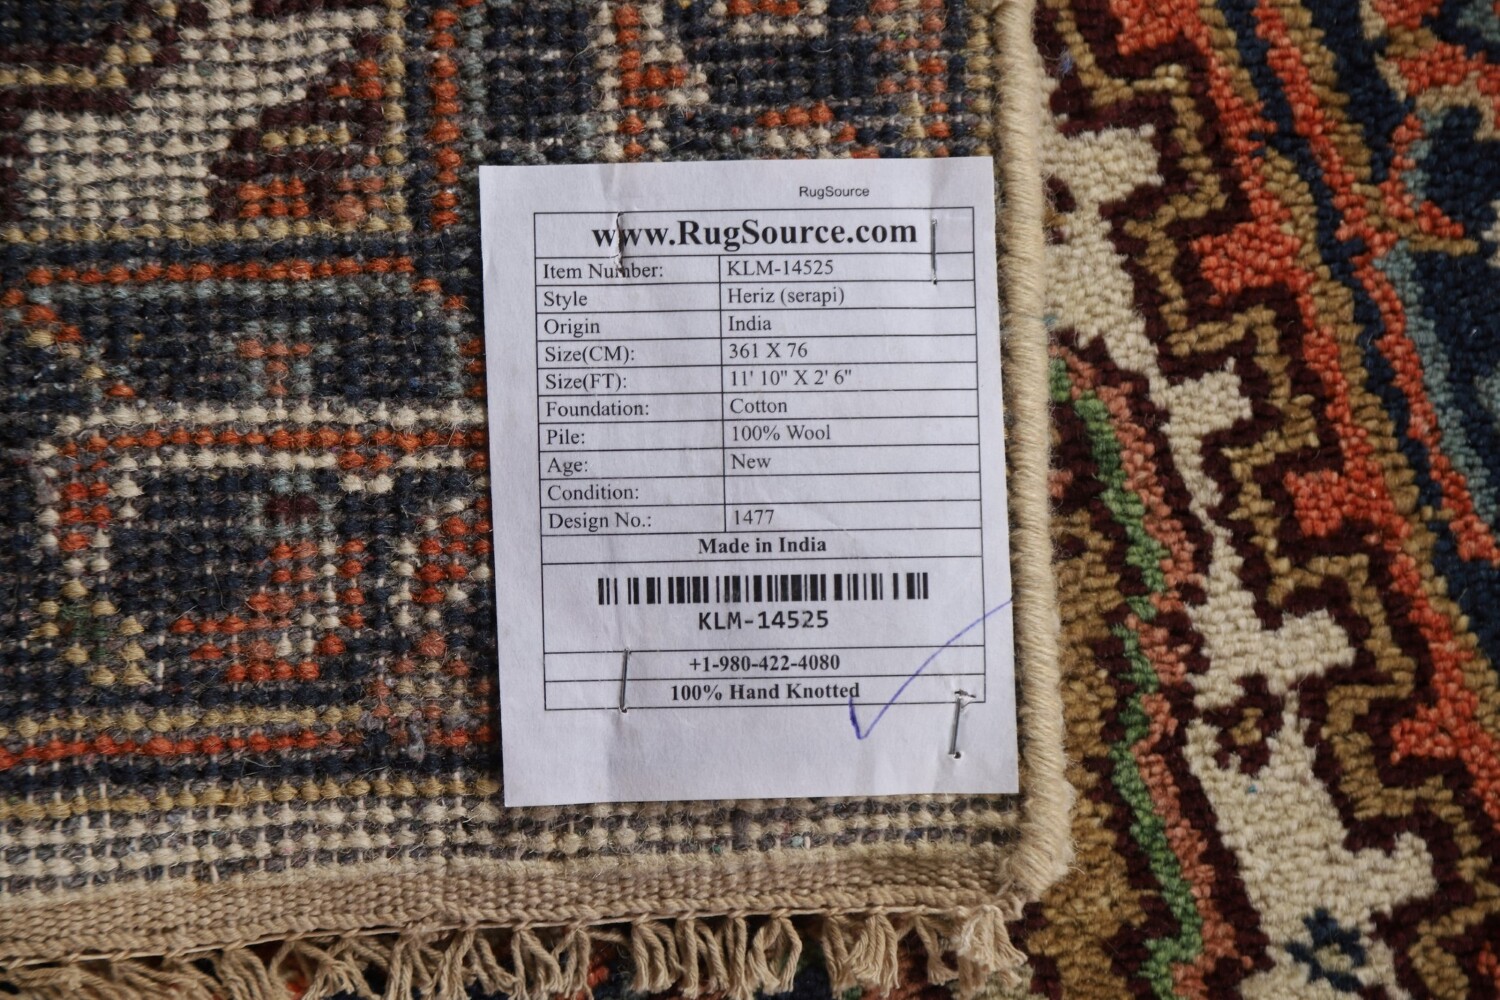 RugSource
www.RugSource.com
Item Number: KLM-14525
Style Heriz (serapi)
Origin India
Size(CM): 361 X 76
Size(FT): 11' 10" X 2' 6"
Foundation: Cotton
Pile: 100% Wool
Age: New
Condition:
Design No.: 1477
Made in India
KLM-14525
+1-980-422-4080
100% Hand Knotted